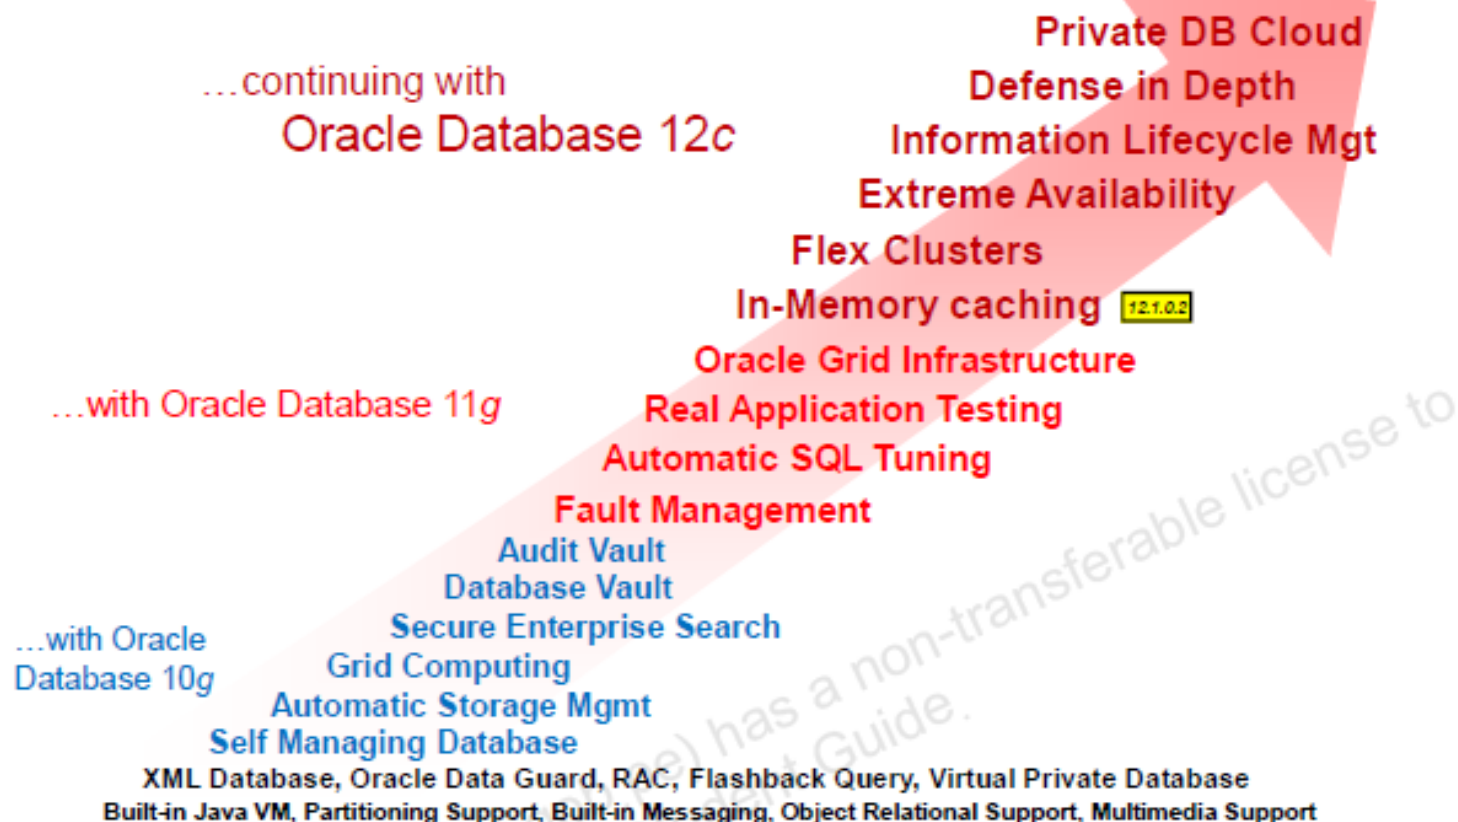 Private DB Cloud
…continuing with
Defense in Depth
Oracle Database 12c
Information Lifecycle Mgt
Extreme Availability
Flex Clusters
In-Memory caching 12.1.0.2
Oracle Grid Infrastructure
…with Oracle Database 11g
Real Application Testing
Automatic SQL Tuning
Fault Management
Audit Vault
Database Vault
Secure Enterprise Search
…with Oracle
Database 10g
Grid Computing
Automatic Storage Mgmt
Self Managing Database
XML Database, Oracle Data Guard, RAC, Flashback Query, Virtual Private Database
Built-in Java VM, Partitioning Support, Built-in Messaging, Object Relational Support, Multimedia Support
has a non-transferable license to
Guide.